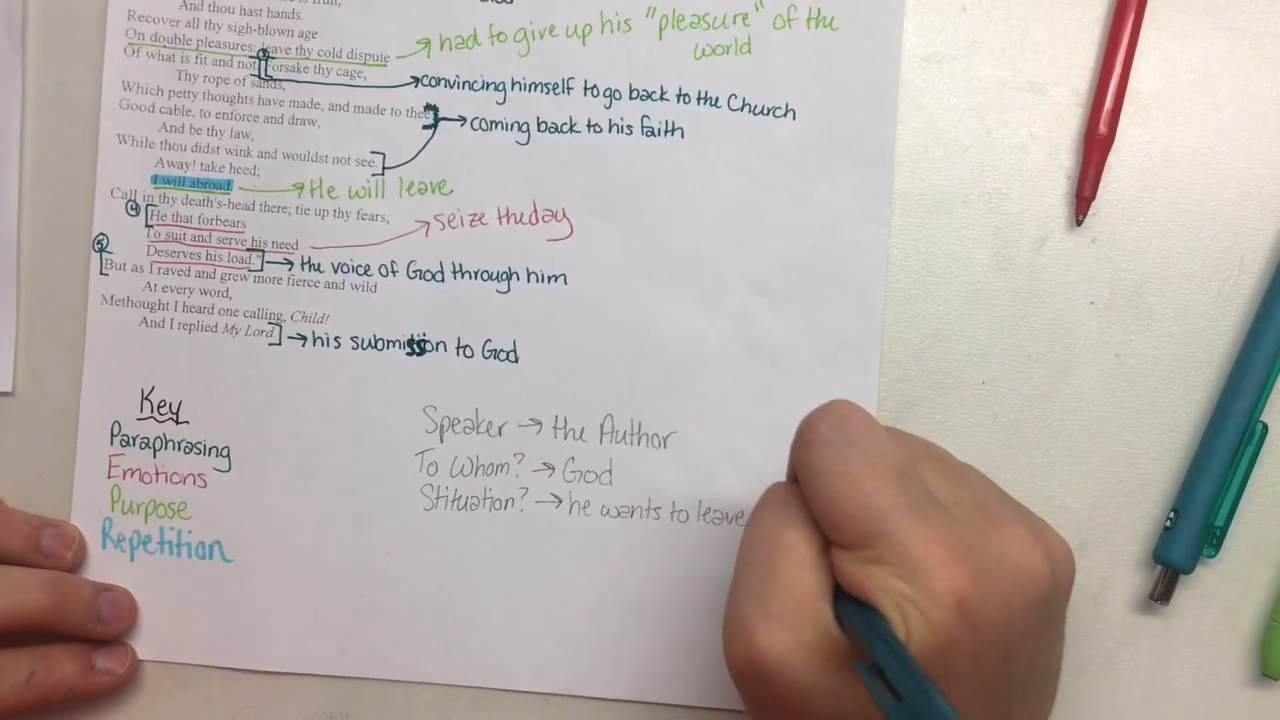 And thou hast hands.
Recover all thy sigh-blown age
On double pleasures: leave thy cold dispute
→ had to give up his "pleasure" of the world
Of what is fit and not. Forsake thy cage,
③
→ convincing himself to go back to the Church
Thy rope of sands,
Which petty thoughts have made, and made to thee
Good cable, to enforce and draw,
→ coming back to his faith
And be thy law,
While thou didst wink and wouldst not see.
Away! take heed;
I will abroad.
→ He will leave
Call in thy death's-head there; tie up thy fears;
④
He that forbears
→ seize the day
To suit and serve his need
Deserves his load."
→ the voice of God through him
⑤
But as I raved and grew more fierce and wild
At every word,
Methought I heard one calling, Child!
And I replied My Lord
→ his submission to God
Key
Paraphrasing
Emotions
Purpose
Repetition
Speaker → the Author
To Whom? → God
Stituation? → he wants to leave